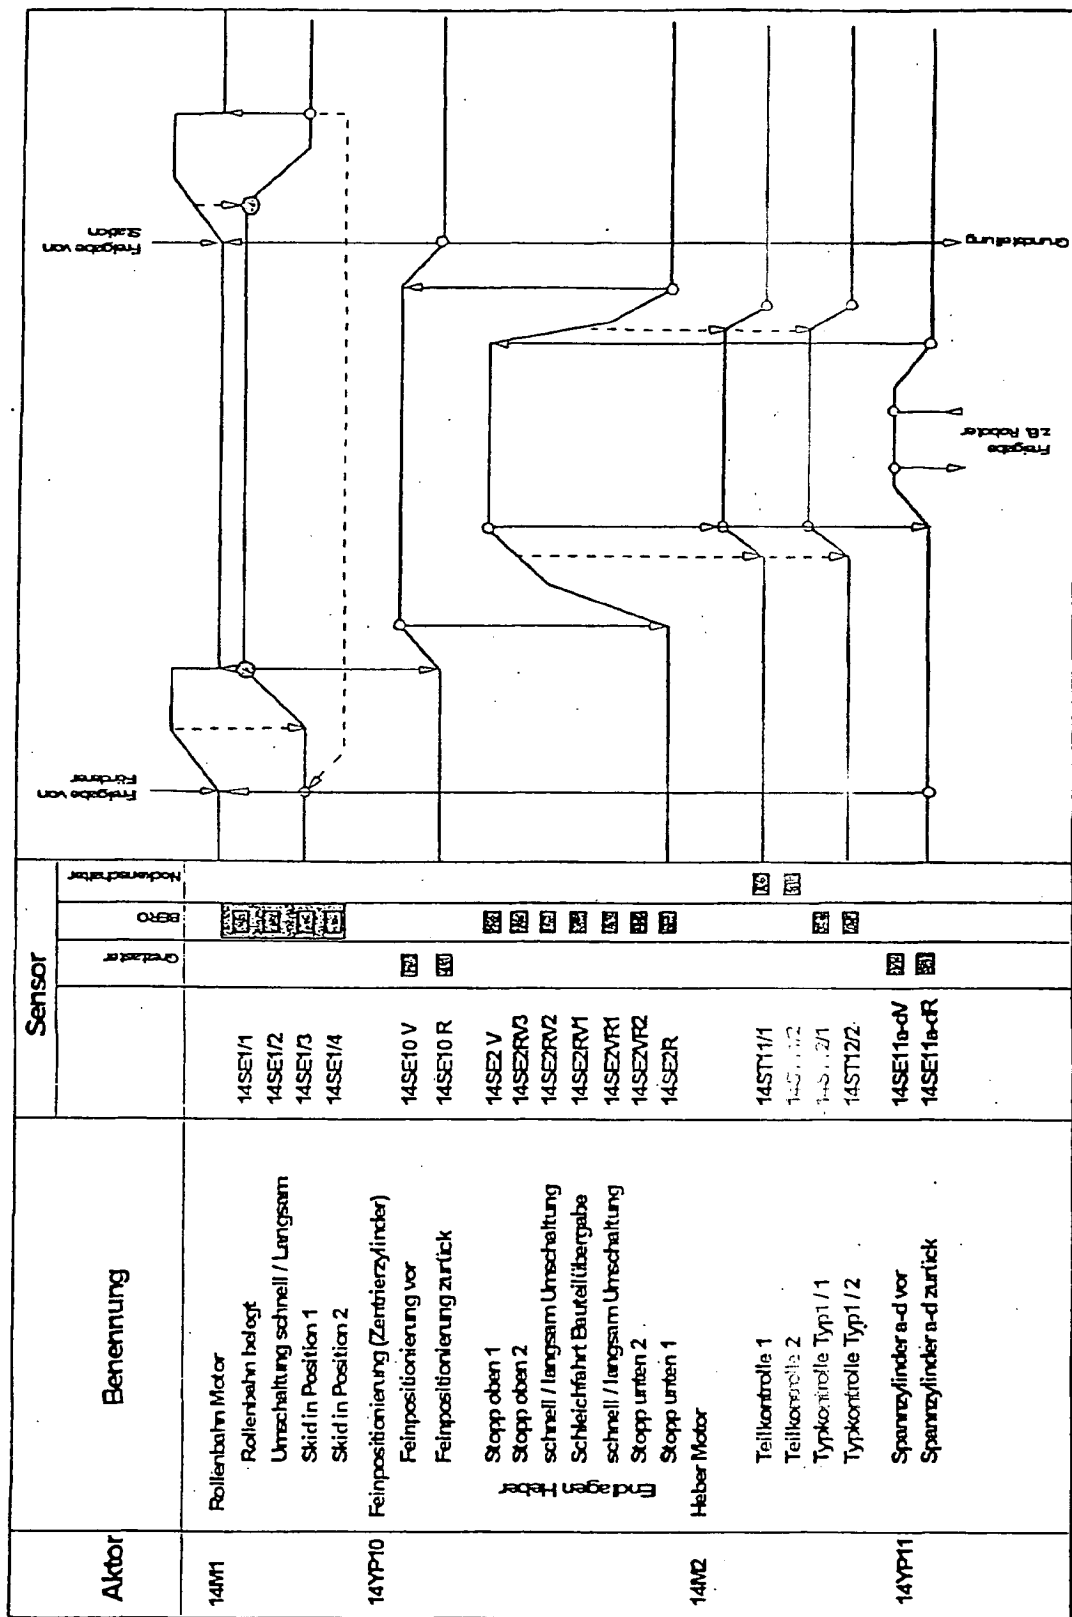 Aktor
Benennung
Sensor
BERO
Nockenschalter
14M1
Rollenbahn Motor
Rollenbahn belegt
14SE1/1
Umschaltung schnell / Langsam
14SE1/2
Skid in Position 1
14SE1/3
Skid in Position 2
14SE1/4
14YP10
Feinpositionierung (Zentrierzylinder)
Feinpositionierung vor
14SE10 V
Feinpositionierung zurück
14SE10 R
Endlagen Heber
Stopp oben 1
14SE2 V
Stopp oben 2
14SE2RV3
schnell / langsam Umschaltung
14SE2RV2
Schleichfahrt Bauteilübergabe
14SE2RV1
schnell / langsam Umschaltung
14SE2VR1
Stopp unten 2
14SE2VR2
Stopp unten 1
14SE2R
14M2
Heber Motor
Teilkontrolle 1
14ST11/1
Teilkontrolle 2
Typkontrolle Typ1 / 1
Typkontrolle Typ1 / 2
14ST12/2
14YP11
Spannzylinder a-d vor
14SE11a-dV
Spannzylinder a-d zurück
14SE11a-dR
Freigabe von
Förderer
Freigabe von
Station
Freigabe
z.B. Roboter
Grundstellung